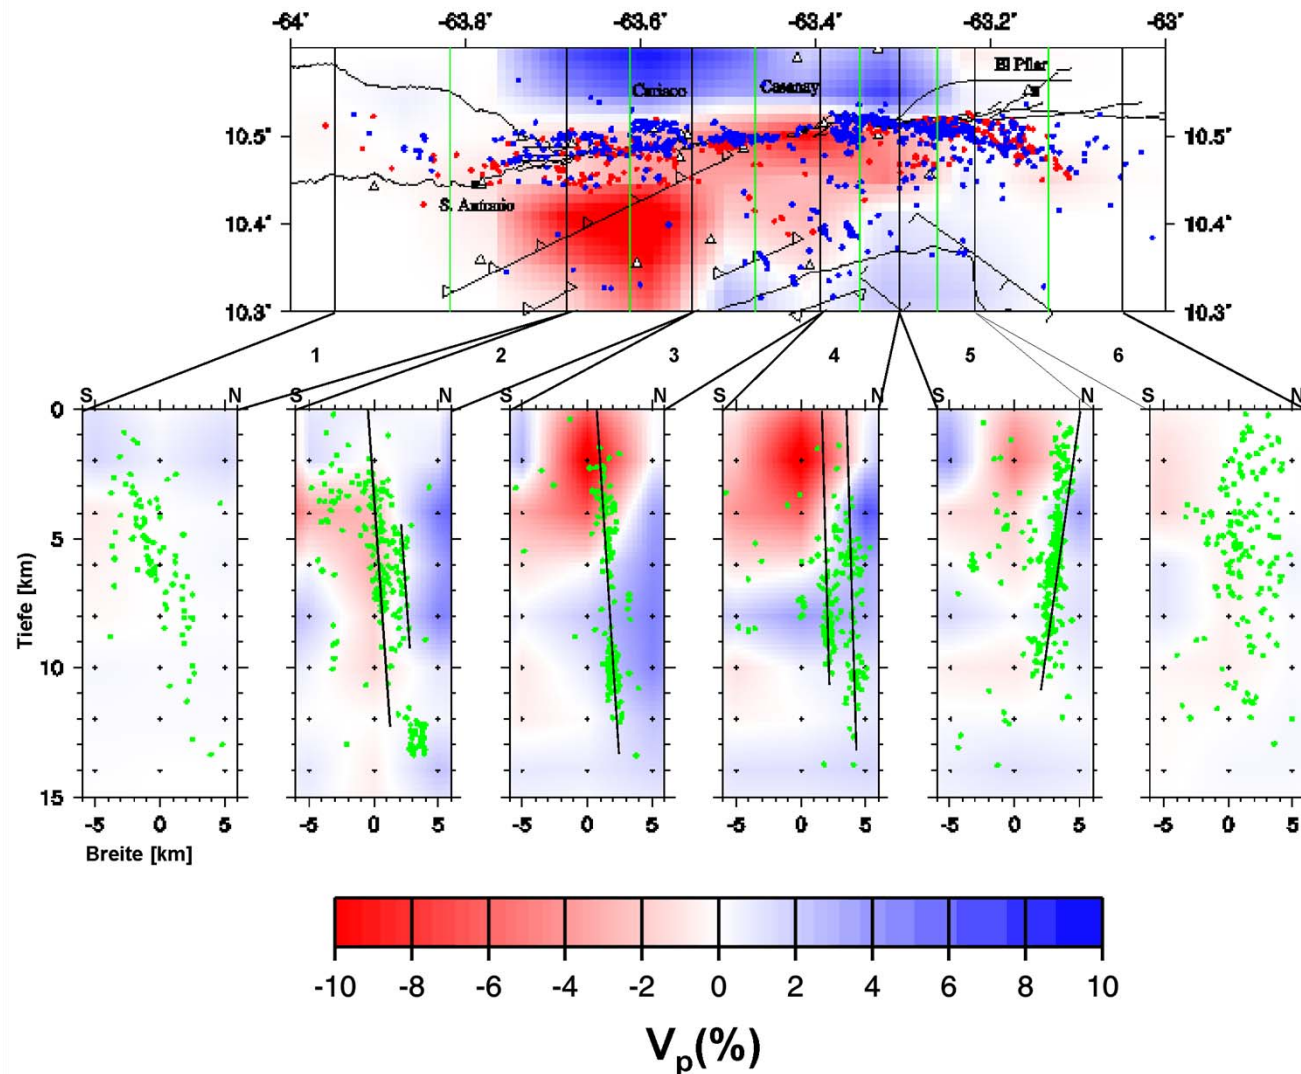 -64° -63.8° -63.6° -63.4° -63.2° -63°
El Pilar
Cariaco Casanay
10.5° 10.5°
S. Antonio
10.4° 10.4°
10.3° 10.3°
1 2 3 4 5 6
S N S N S N S N S N S N
0
5
10
15
Tiefe [km]
-5 0 5 -5 0 5 -5 0 5 -5 0 5 -5 0 5 -5 0 5
Breite [km]
-10 -8 -6 -4 -2 0 2 4 6 8 10
Vp(%)